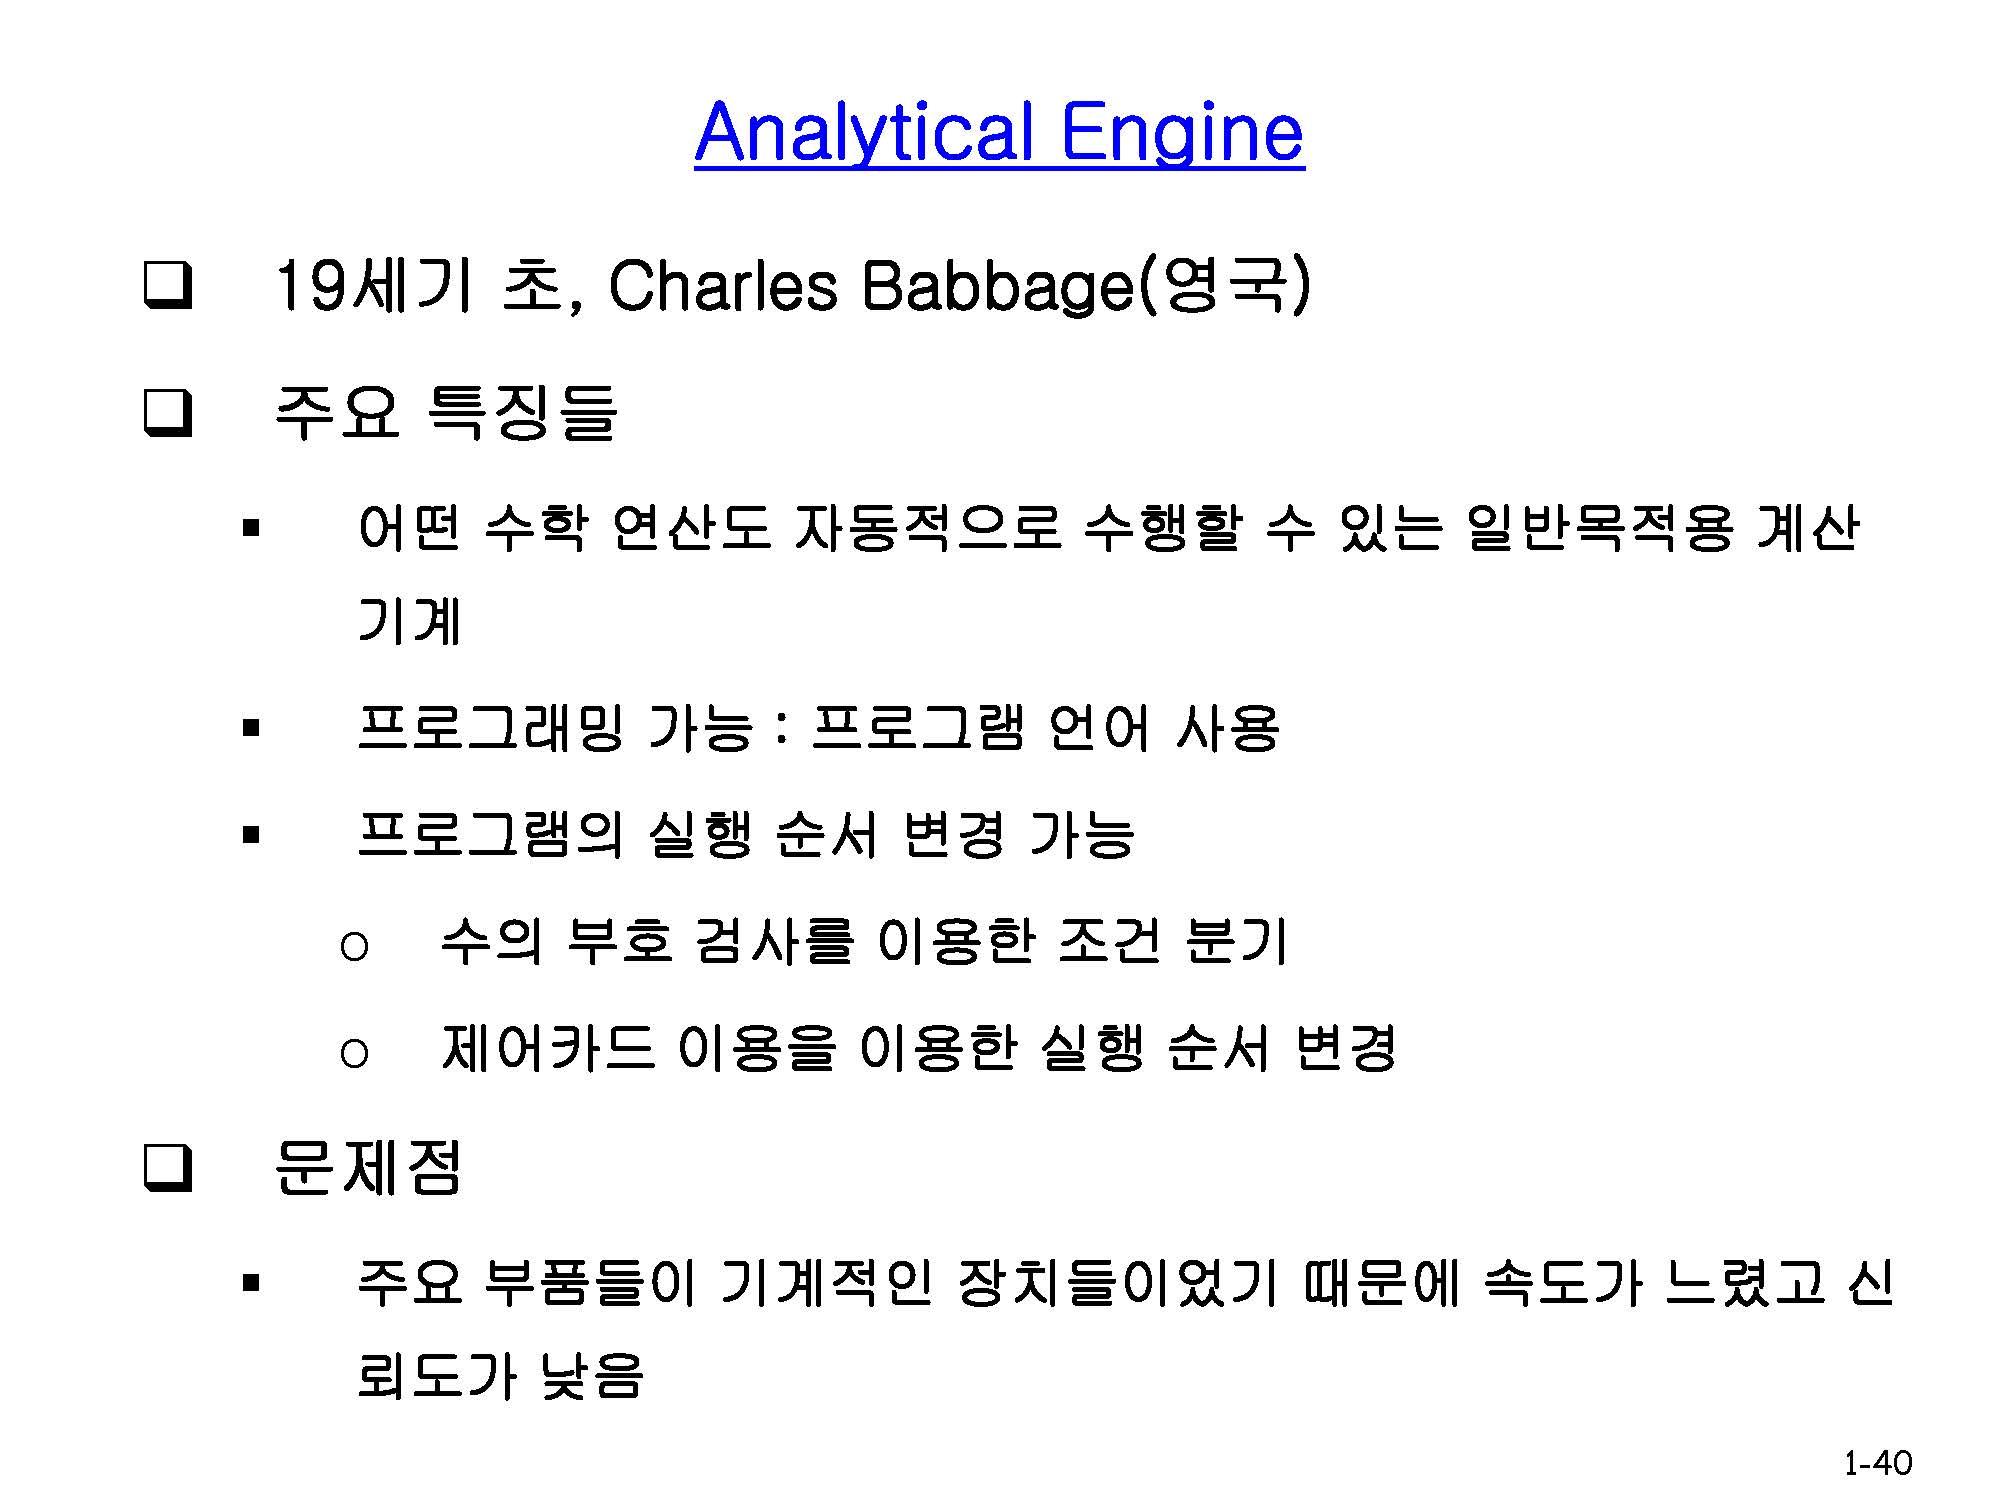 Analytical Engine
❑ 19세기 초, Charles Babbage(영국)
❑ 주요 특징들
▪ 어떤 수학 연산도 자동적으로 수행할 수 있는 일반목적용 계산
기계
▪ 프로그래밍 가능 : 프로그램 언어 사용
▪ 프로그램의 실행 순서 변경 가능
○ 수의 부호 검사를 이용한 조건 분기
○ 제어카드 이용을 이용한 실행 순서 변경
❑ 문제점
▪ 주요 부품들이 기계적인 장치들이었기 때문에 속도가 느렸고 신
뢰도가 낮음
1-40